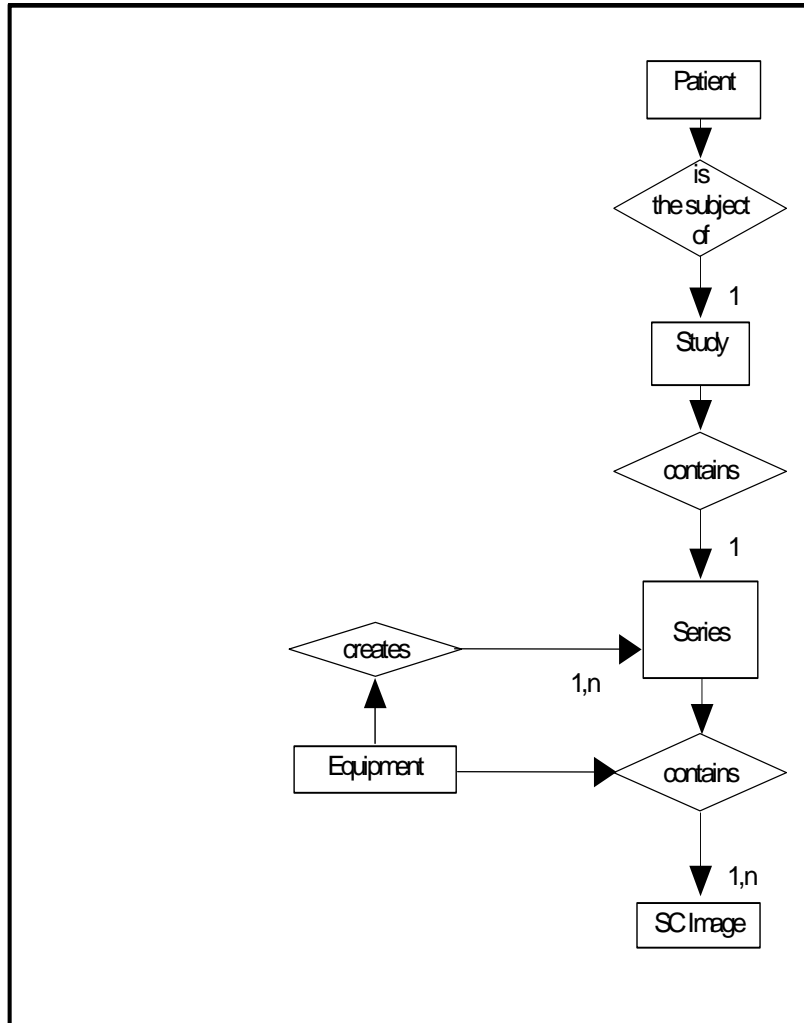 Patient
is
the subject
of
1
Study
contains
1
Series
creates
1,n
Equipment
contains
1,n
SC Image